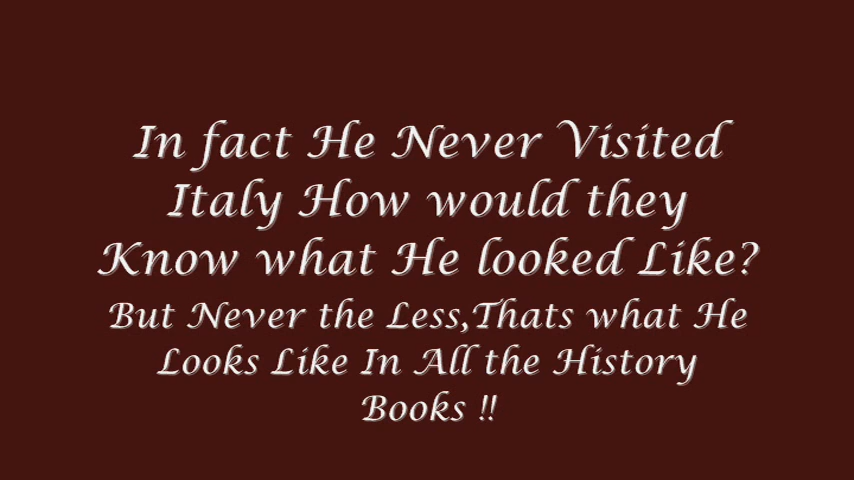 In fact He Never Visited
Italy How would they
Know what He looked Like?
But Never the Less,Thats what He
Looks Like In All the History
Books !!